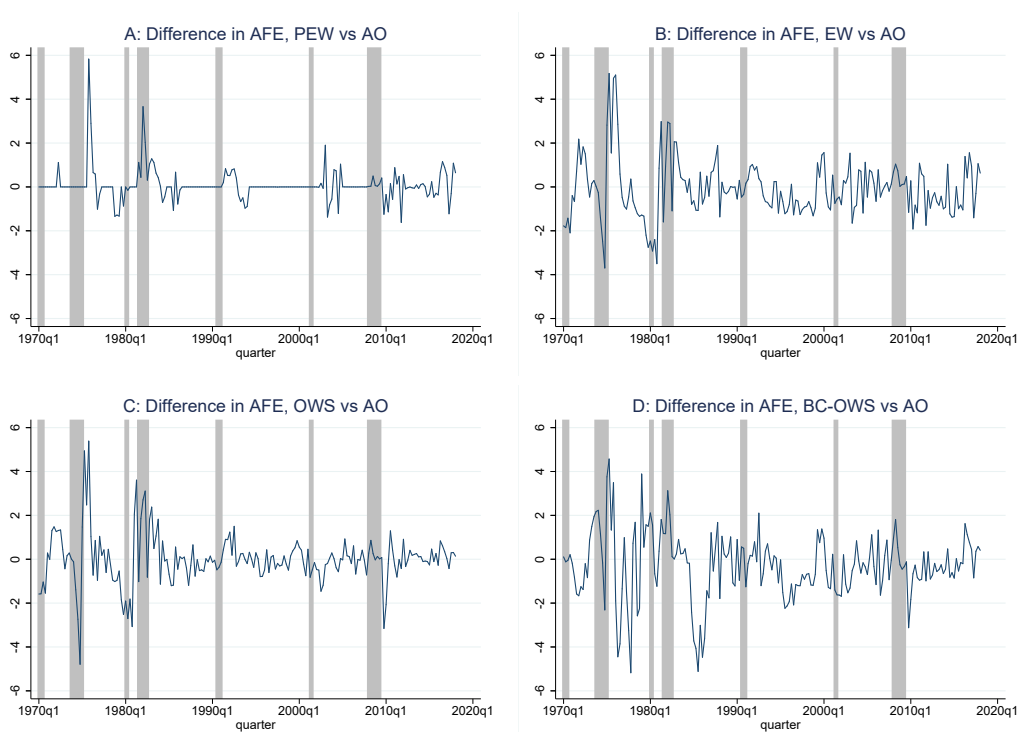 A: Difference in AFE, PEW vs AO
6
4
2
0
-2
-4
-6
1970q1 1980q1 1990q1 2000q1 2010q1 2020q1
quarter
B: Difference in AFE, EW vs AO
6
4
2
0
-2
-4
-6
1970q1 1980q1 1990q1 2000q1 2010q1 2020q1
quarter
C: Difference in AFE, OWS vs AO
6
4
2
0
-2
-4
-6
1970q1 1980q1 1990q1 2000q1 2010q1 2020q1
quarter
D: Difference in AFE, BC-OWS vs AO
6
4
2
0
-2
-4
-6
1970q1 1980q1 1990q1 2000q1 2010q1 2020q1
quarter